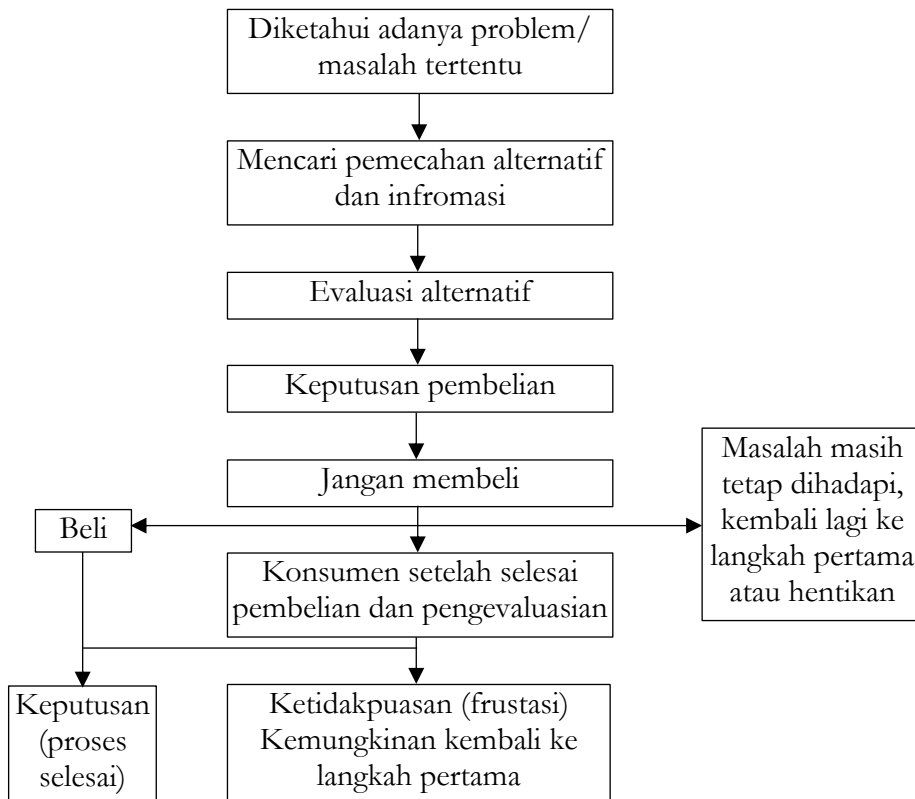 Diketahui adanya problem/
masalah tertentu
Mencari pemecahan alternatif
dan infromasi
Evaluasi alternatif
Keputusan pembelian
Jangan membeli
Masalah masih
tetap dihadapi,
kembali lagi ke
langkah pertama
atau hentikan
Beli
Konsumen setelah selesai
pembelian dan pengevaluasian
Keputusan
(proses
selesai)
Ketidakpuasan (frustasi)
Kemungkinan kembali ke
langkah pertama